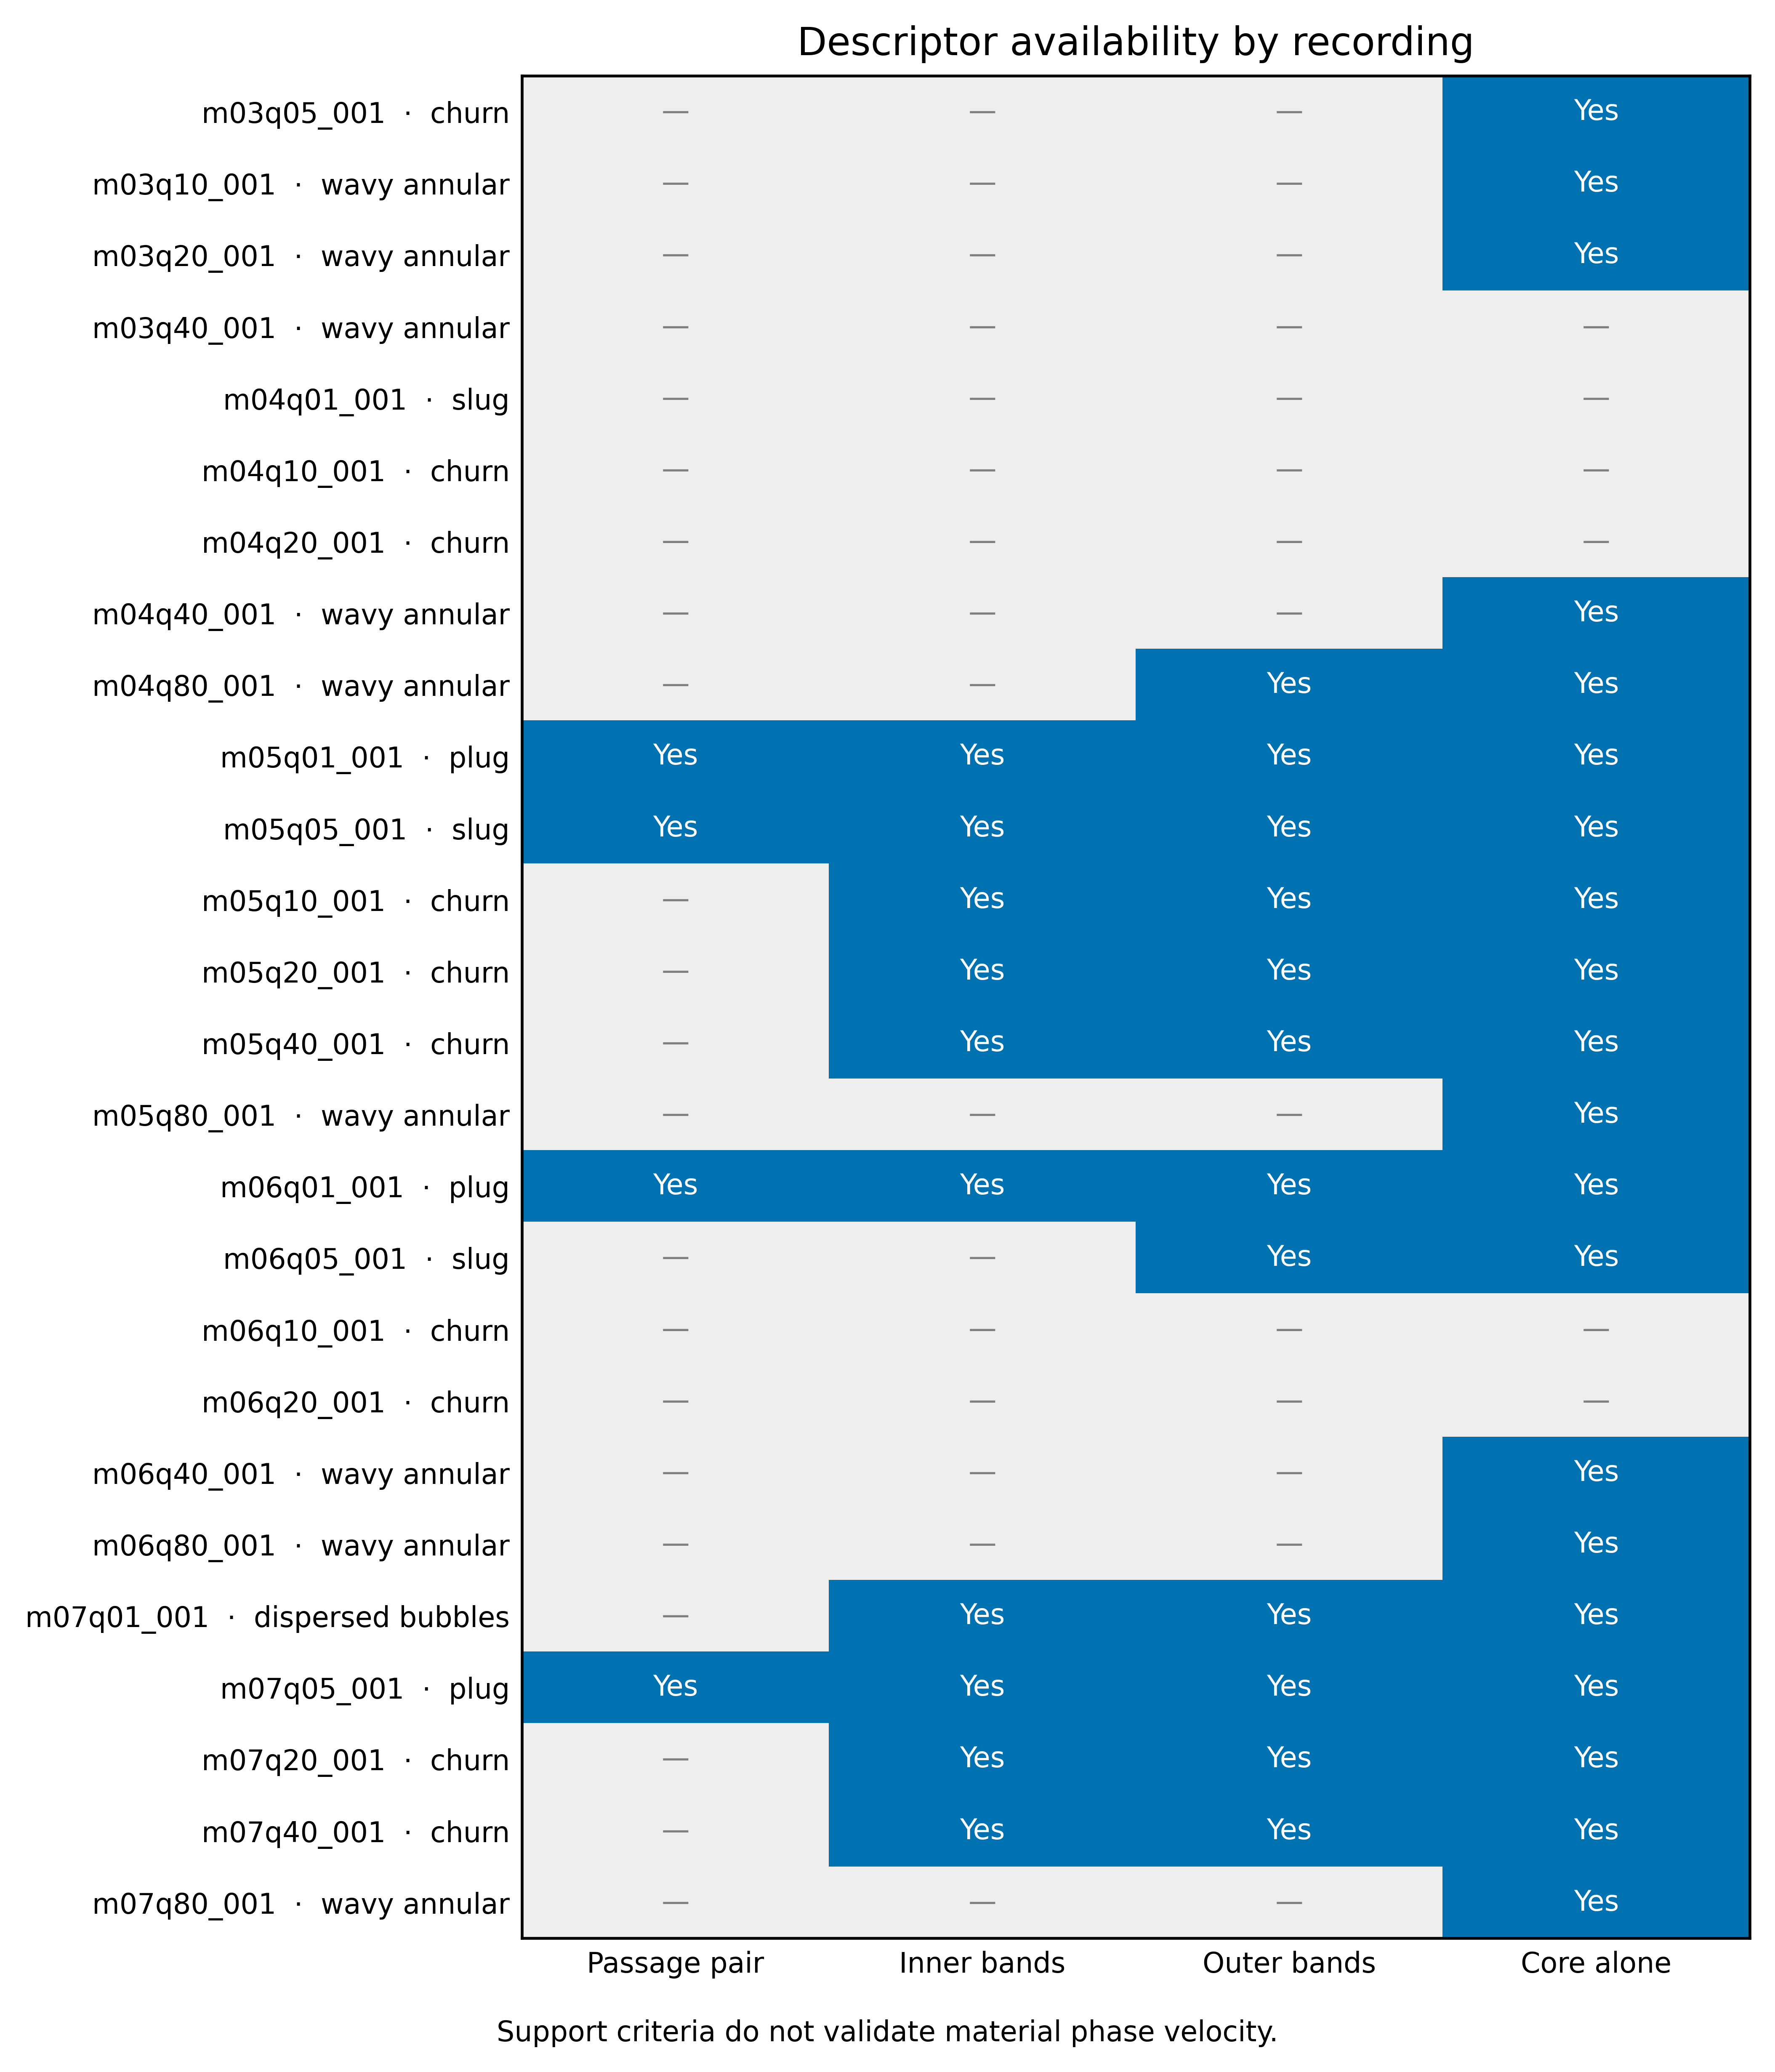 Descriptor availability by recording
m03q05_001 · churn — — — Yes
m03q10_001 · wavy annular — — — Yes
m03q20_001 · wavy annular — — — Yes
m03q40_001 · wavy annular — — — —
m04q01_001 · slug — — — —
m04q10_001 · churn — — — —
m04q20_001 · churn — — — —
m04q40_001 · wavy annular — — — Yes
m04q80_001 · wavy annular — — Yes Yes
m05q01_001 · plug Yes Yes Yes Yes
m05q05_001 · slug Yes Yes Yes Yes
m05q10_001 · churn — Yes Yes Yes
m05q20_001 · churn — Yes Yes Yes
m05q40_001 · churn — Yes Yes Yes
m05q80_001 · wavy annular — — — Yes
m06q01_001 · plug Yes Yes Yes Yes
m06q05_001 · slug — — Yes Yes
m06q10_001 · churn — — — —
m06q20_001 · churn — — — —
m06q40_001 · wavy annular — — — Yes
m06q80_001 · wavy annular — — — Yes
m07q01_001 · dispersed bubbles — Yes Yes Yes
m07q05_001 · plug Yes Yes Yes Yes
m07q20_001 · churn — Yes Yes Yes
m07q40_001 · churn — Yes Yes Yes
m07q80_001 · wavy annular — — — Yes
Passage pair Inner bands Outer bands Core alone
Support criteria do not validate material phase velocity.